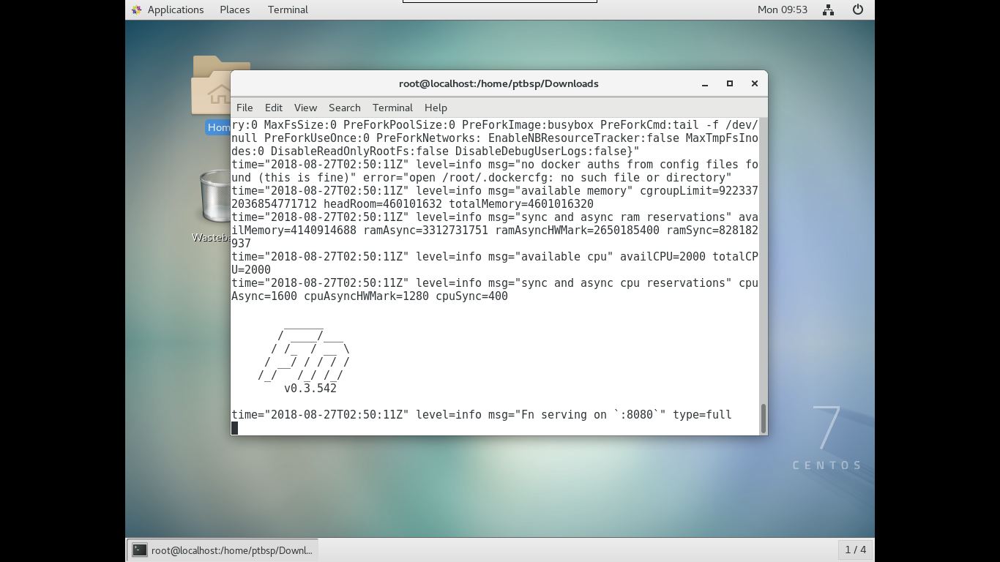 Applications Places Terminal Mon 09:53
root@localhost:/home/ptbsp/Downloads
File Edit View Search Terminal Help
ry:0 MaxFsSize:0 PreForkPoolSize:0 PreForkImage:busybox PreForkCmd:tail -f /dev/
null PreForkUseOnce:0 PreForkNetworks: EnableNBResourceTracker:false MaxTmpFsIno
des:0 DisableReadOnlyRootFs:false DisableDebugUserLogs:false}"
time="2018-08-27T02:50:11Z" level=info msg="no docker auths from config files fo
und (this is fine)" error="open /root/.dockercfg: no such file or directory"
time="2018-08-27T02:50:11Z" level=info msg="available memory" cgroupLimit=922337
2036854771712 headRoom=460101632 totalMemory=4601016320
time="2018-08-27T02:50:11Z" level=info msg="sync and async ram reservations" ava
ilMemory=4140914688 ramAsync=3312731751 ramAsyncHWMark=2650185400 ramSync=828182
937
time="2018-08-27T02:50:11Z" level=info msg="available cpu" availCPU=2000 totalCP
U=2000
time="2018-08-27T02:50:11Z" level=info msg="sync and async cpu reservations" cpu
Async=1600 cpuAsyncHWMark=1280 cpuSync=400
        ______
       / ____/___
      / /_  / __ \
     / __/ / / / /
    /_/   /_/ /_/
        v0.3.542
time="2018-08-27T02:50:11Z" level=info msg="Fn serving on `:8080`" type=full
Hom
Wasteba
7
CENTOS
root@localhost:/home/ptbsp/Downl...
1 / 4